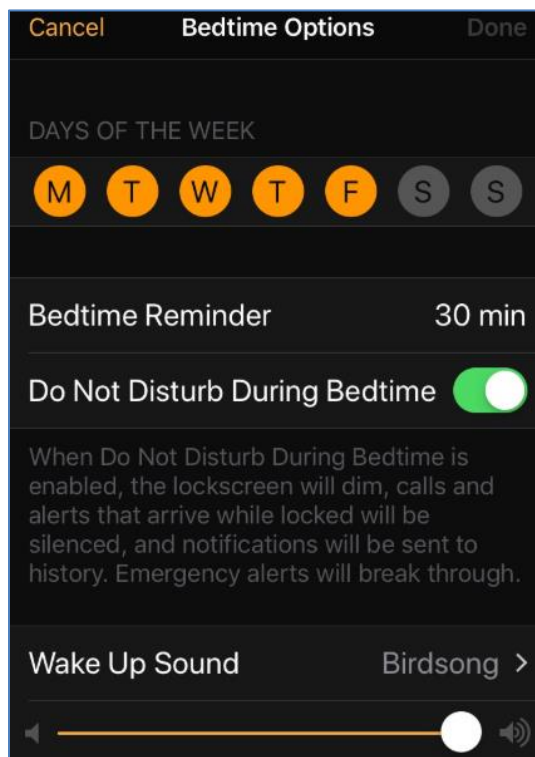 Cancel Bedtime Options Done
DAYS OF THE WEEK
M T W T F S S
Bedtime Reminder 30 min
Do Not Disturb During Bedtime
When Do Not Disturb During Bedtime is
enabled, the lockscreen will dim, calls and
alerts that arrive while locked will be
silenced, and notifications will be sent to
history. Emergency alerts will break through.
Wake Up Sound Birdsong >